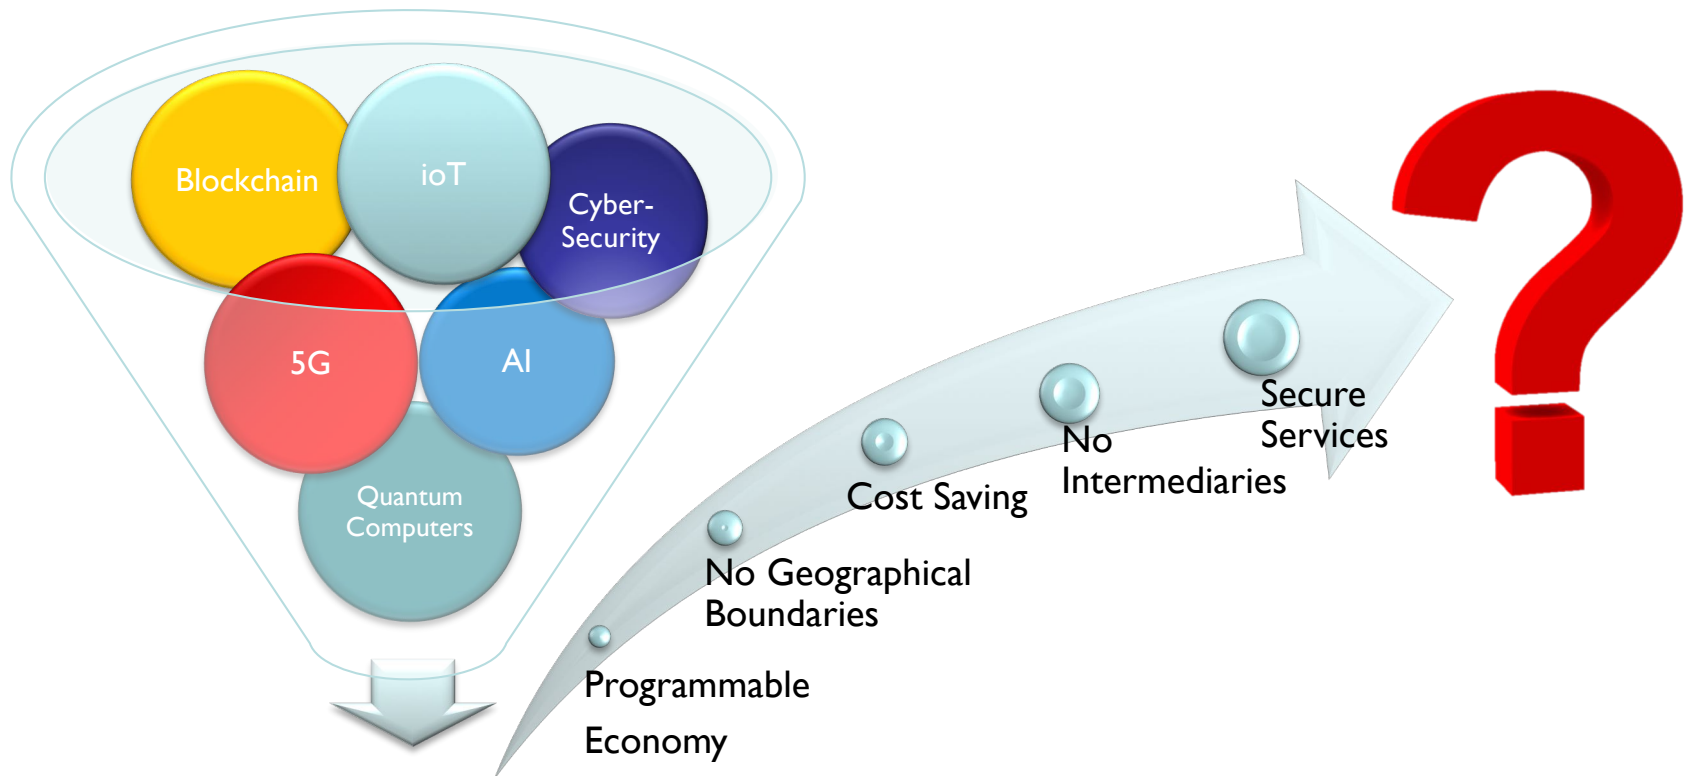 Blockchain
ioT
Cyber-
Security
5G
AI
Quantum
Computers
Secure
Services
No
Intermediaries
Cost Saving
No Geographical
Boundaries
Programmable
Economy
?